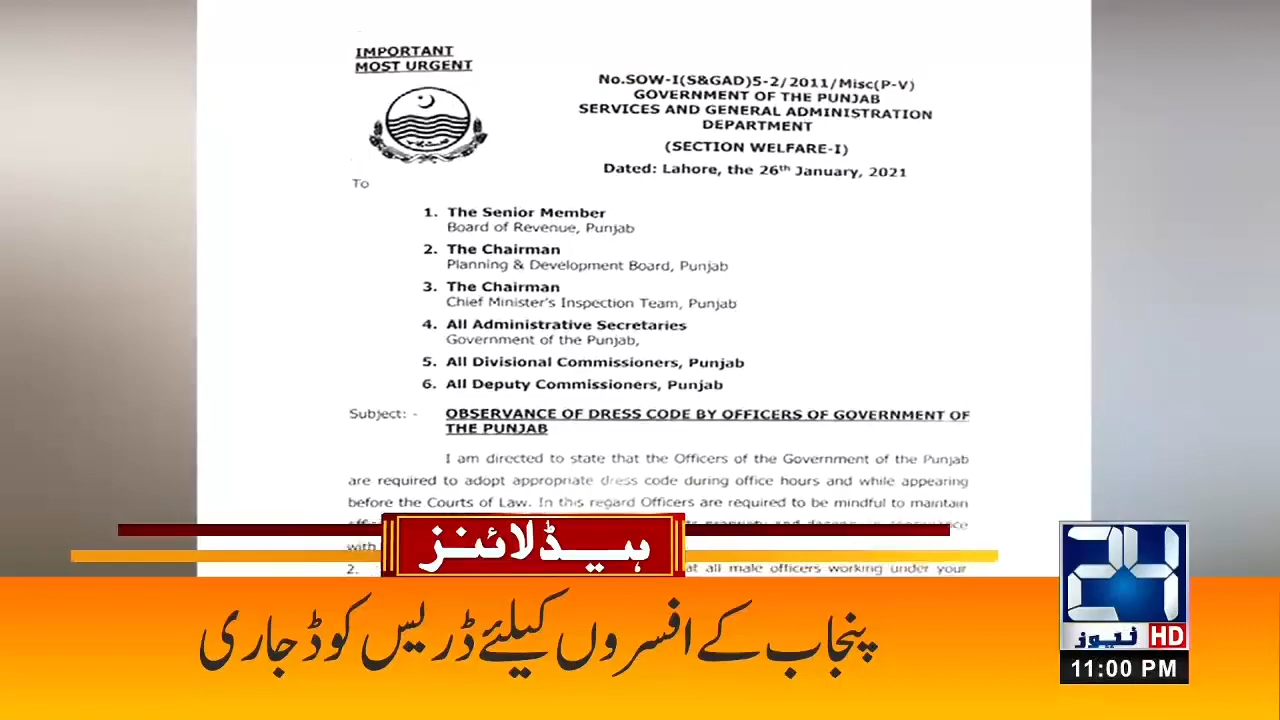 IMPORTANT
MOST URGENT
No.SOW-I(S&GAD)5-2/2011/Misc(P-V)
GOVERNMENT OF THE PUNJAB
SERVICES AND GENERAL ADMINISTRATION
DEPARTMENT
(SECTION WELFARE-I)
Dated: Lahore, the 26th January, 2021
To
1. The Senior Member
Board of Revenue, Punjab
2. The Chairman
Planning & Development Board, Punjab
3. The Chairman
Chief Minister's Inspection Team, Punjab
4. All Administrative Secretaries
Government of the Punjab,
5. All Divisional Commissioners, Punjab
6. All Deputy Commissioners, Punjab
Subject: - OBSERVANCE OF DRESS CODE BY OFFICERS OF GOVERNMENT OF
THE PUNJAB
I am directed to state that the Officers of the Government of the Punjab
are required to adopt appropriate dress code during office hours and while appearing
before the Courts of Law. In this regard Officers are required to be mindful to maintain
with
2. at all male officers working under your
ہیڈلائنز
پنجاب کے افسروں کیلئے ڈریس کوڈ جاری
24
نیوز HD
11:00 PM